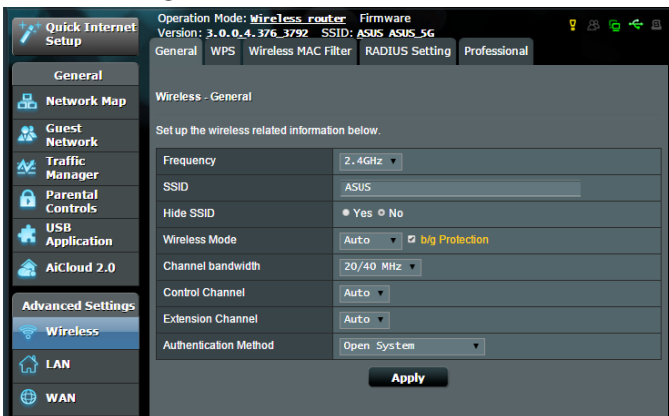 Quick Internet
Setup
Operation Mode: Wireless router Firmware
Version: 3.0.0.4.376_3792 SSID: ASUS ASUS_5G
General WPS Wireless MAC Filter RADIUS Setting Professional
General
Network Map
Guest
Network
Traffic
Manager
Parental
Controls
USB
Application
AiCloud 2.0
Advanced Settings
Wireless
LAN
WAN
Wireless - General
Set up the wireless related information below.
Frequency 2.4GHz
SSID ASUS
Hide SSID Yes No
Wireless Mode Auto b/g Protection
Channel bandwidth 20/40 MHz
Control Channel Auto
Extension Channel Auto
Authentication Method Open System
Apply